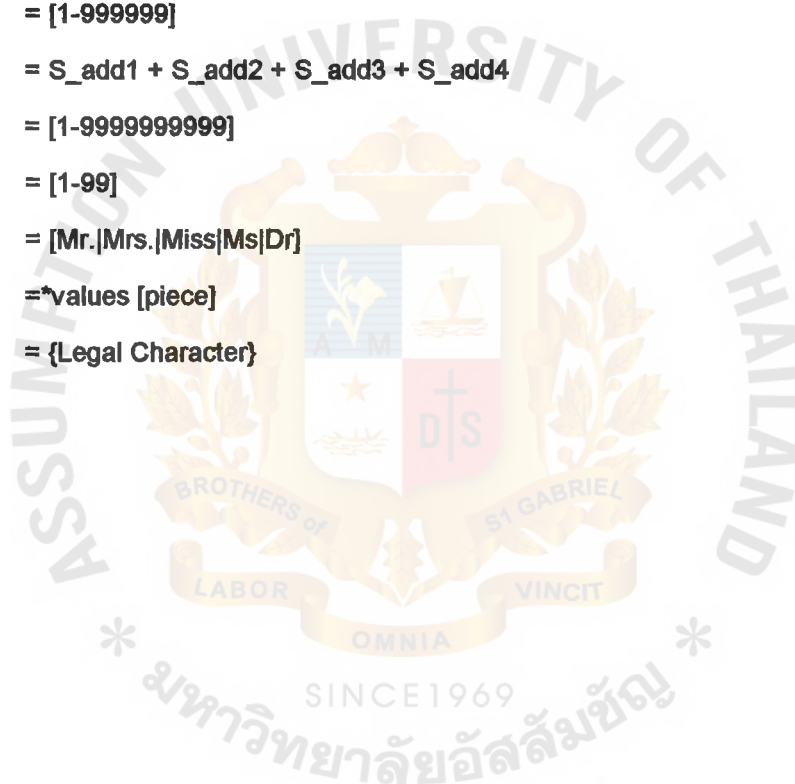 = [1-999999]
= S_add1 + S_add2 + S_add3 + S_add4
= [1-9999999999]
= [1-99]
= [Mr.|Mrs.|Miss|Ms|Dr]
=*values [piece]
= {Legal Character}
ASSUMPTION UNIVERSITY OF THAILAND
A M
D S
BROTHERS of ST GABRIEL
LABOR OMNIA VINCIT
SINCE 1969
* มหาวิทยาลัยอัสสัมชัญ *